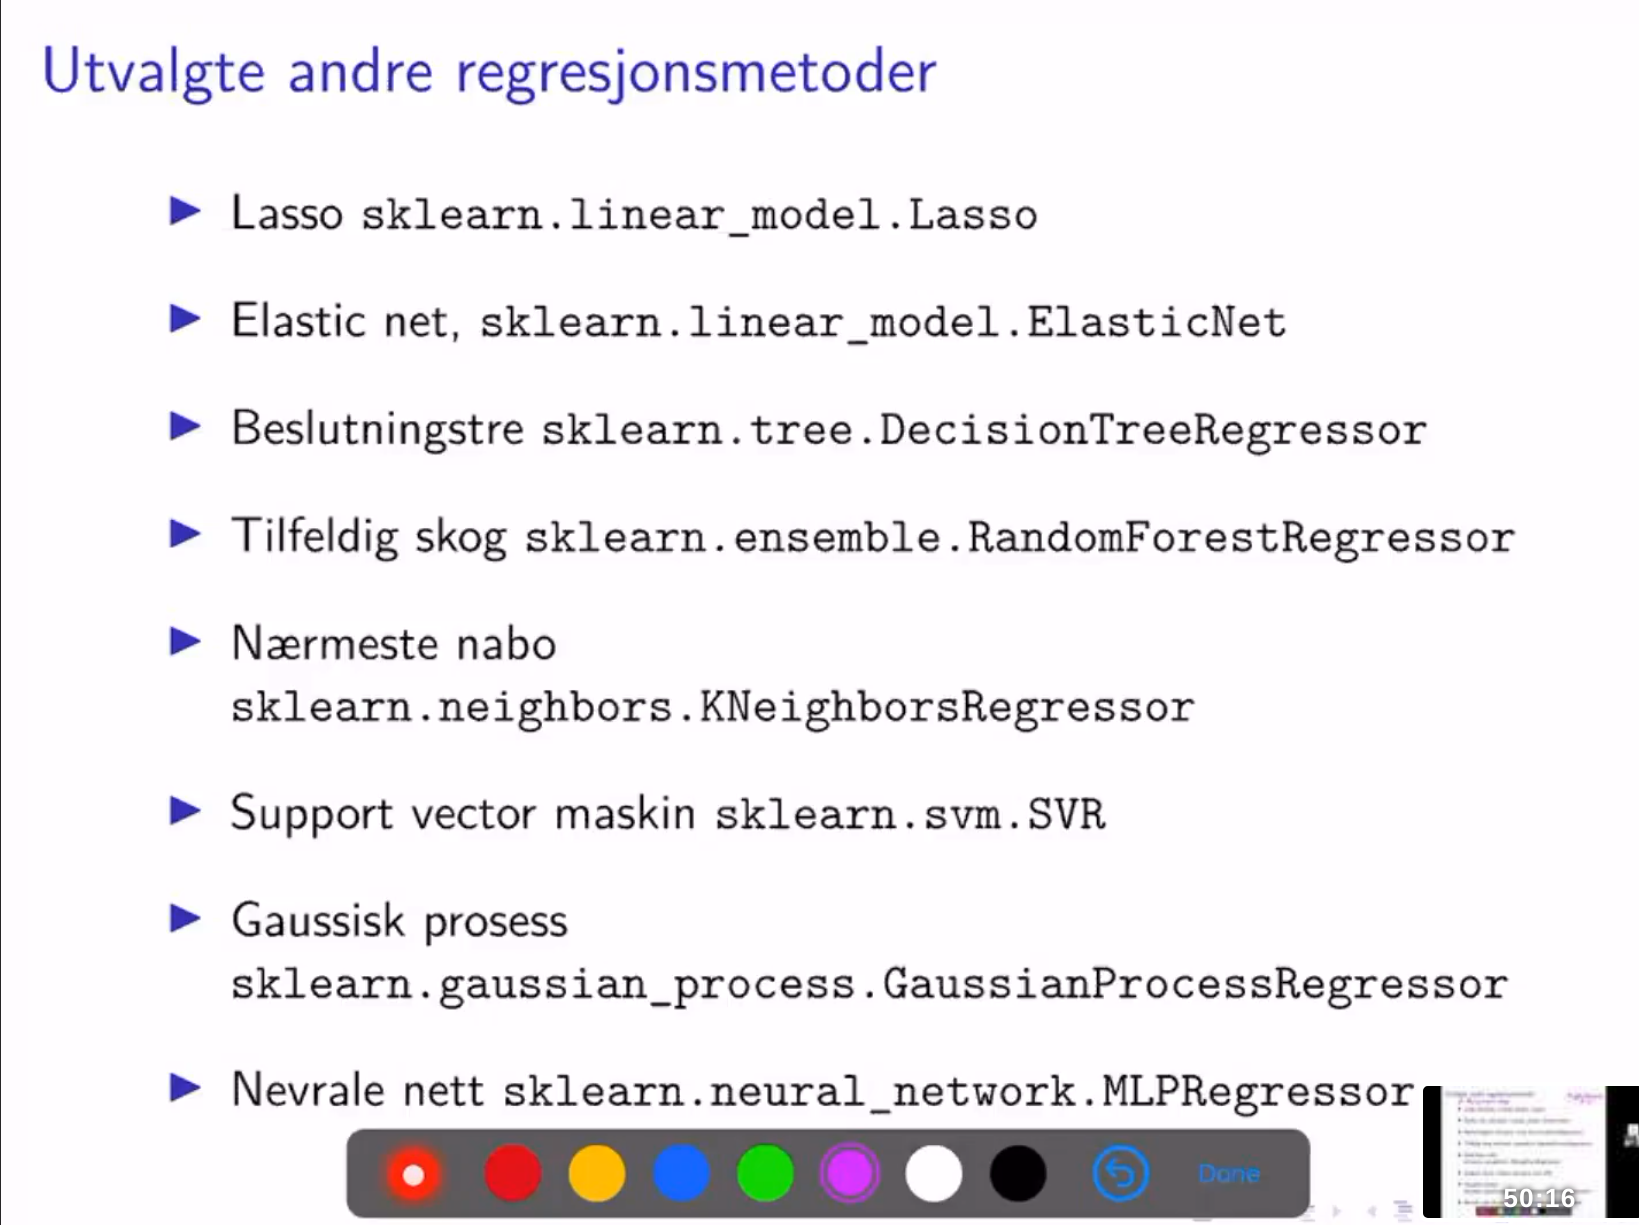 Utvalgte andre regresjonsmetoder
Lasso sklearn.linear_model.Lasso
Elastic net, sklearn.linear_model.ElasticNet
Beslutningstre sklearn.tree.DecisionTreeRegressor
Tilfeldig skog sklearn.ensemble.RandomForestRegressor
Nærmeste nabo
sklearn.neighbors.KNeighborsRegressor
Support vector maskin sklearn.svm.SVR
Gaussisk prosess
sklearn.gaussian_process.GaussianProcessRegressor
Nevrale nett sklearn.neural_network.MLPRegressor
Done
50:16